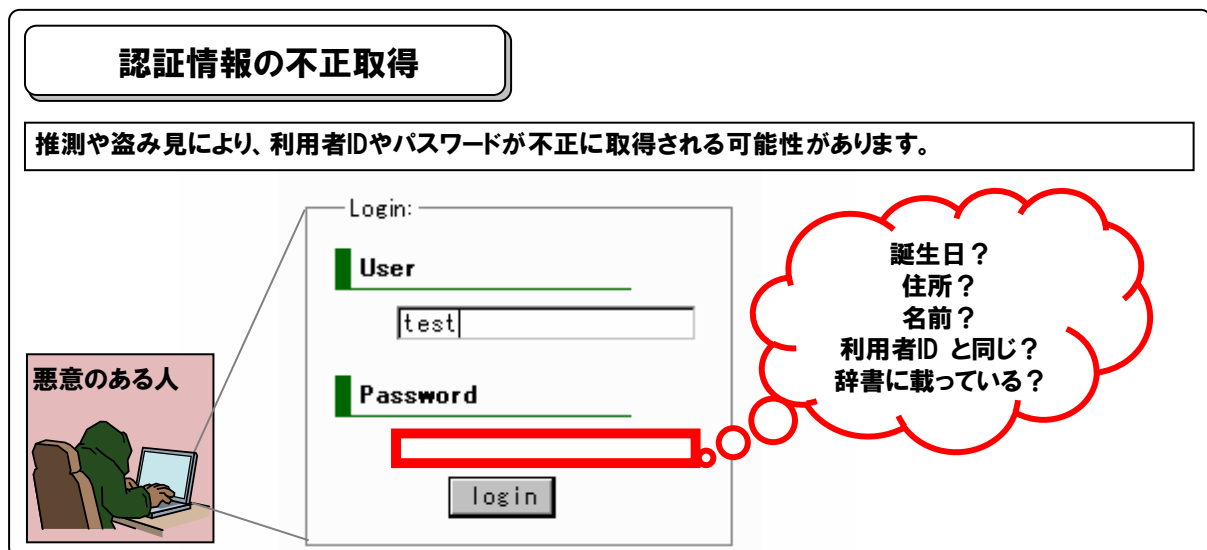 認証情報の不正取得
推測や盗み見により、利用者IDやパスワードが不正に取得される可能性があります。
Login:
User
test
Password
login
悪意のある人
誕生日？
住所？
名前？
利用者ID と同じ？
辞書に載っている？